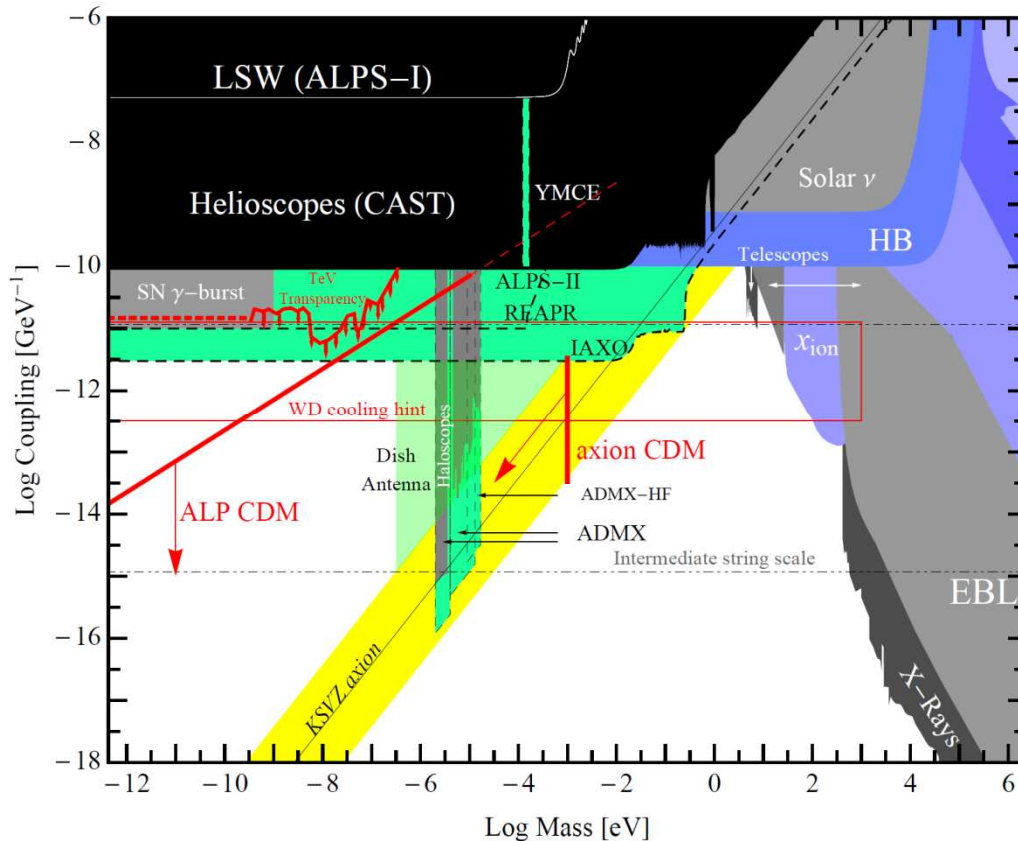 −6
−8
−10
−12
−14
−16
−18
Log Coupling [GeV−1]
LSW (ALPS−I)
YMCE
Helioscopes (CAST)
Solar ν
HB
Telescopes
SN γ−burst
TeV
Transparency
ALPS−II
REAPR
IAXO
xion
WD cooling hint
Dish
Antenna
Haloscopes
axion CDM
ADMX−HF
ADMX
ALP CDM
Intermediate string scale
EBL
KSVZ axion
X−Rays
−12
−10
−8
−6
−4
−2
0
2
4
6
Log Mass [eV]